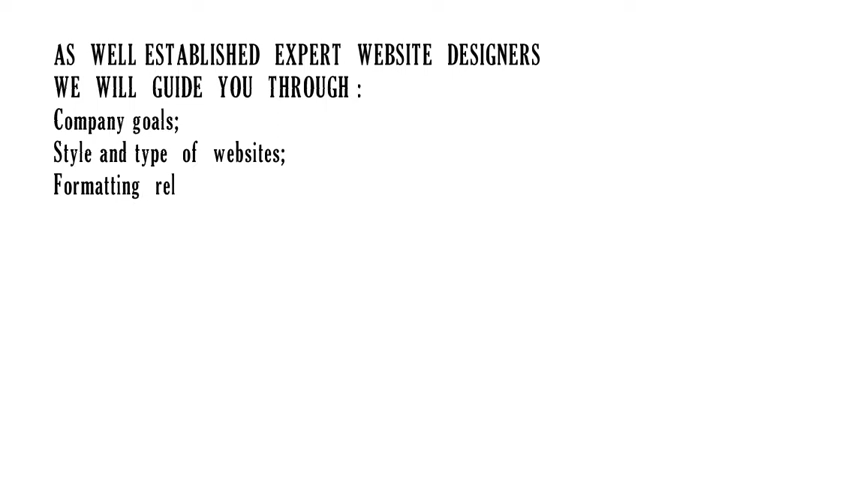 AS WELL ESTABLISHED EXPERT WEBSITE DESIGNERS
WE WILL GUIDE YOU THROUGH :
Company goals;
Style and type of websites;
Formatting rel